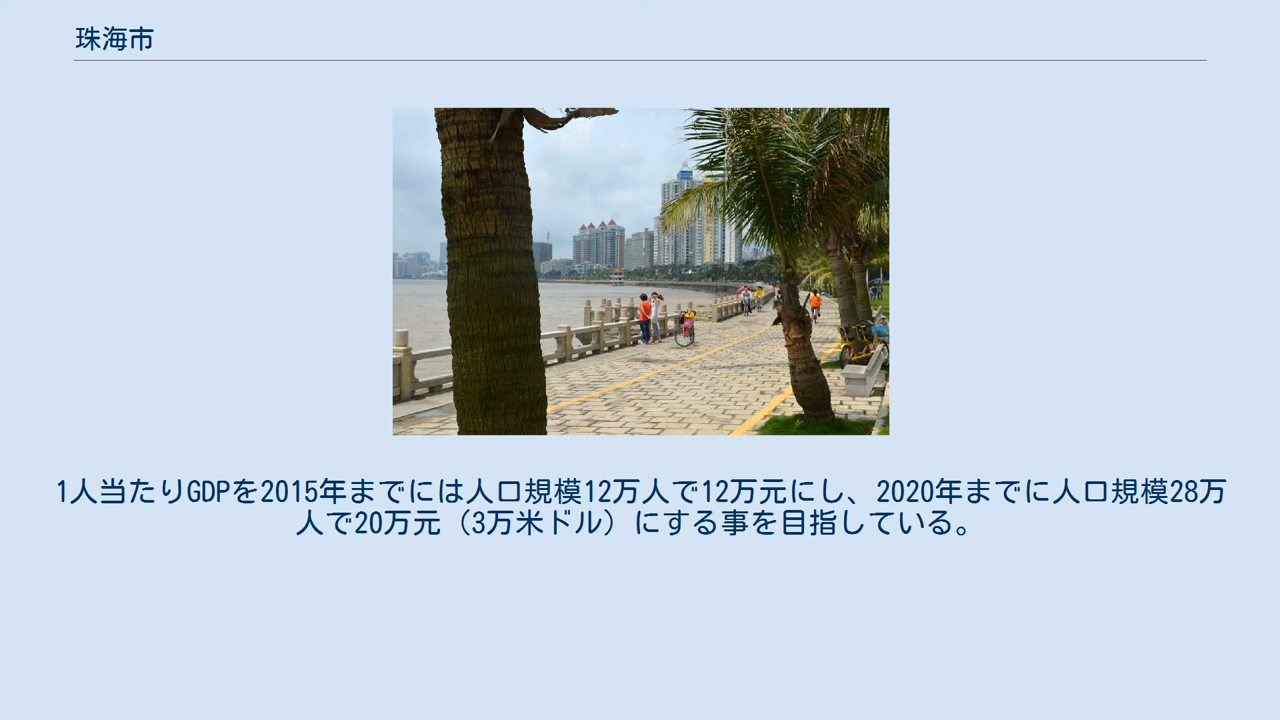 珠海市
1人当たりGDPを2015年までには人口規模12万人で12万元にし、2020年までに人口規模28万
人で20万元（3万米ドル）にする事を目指している。